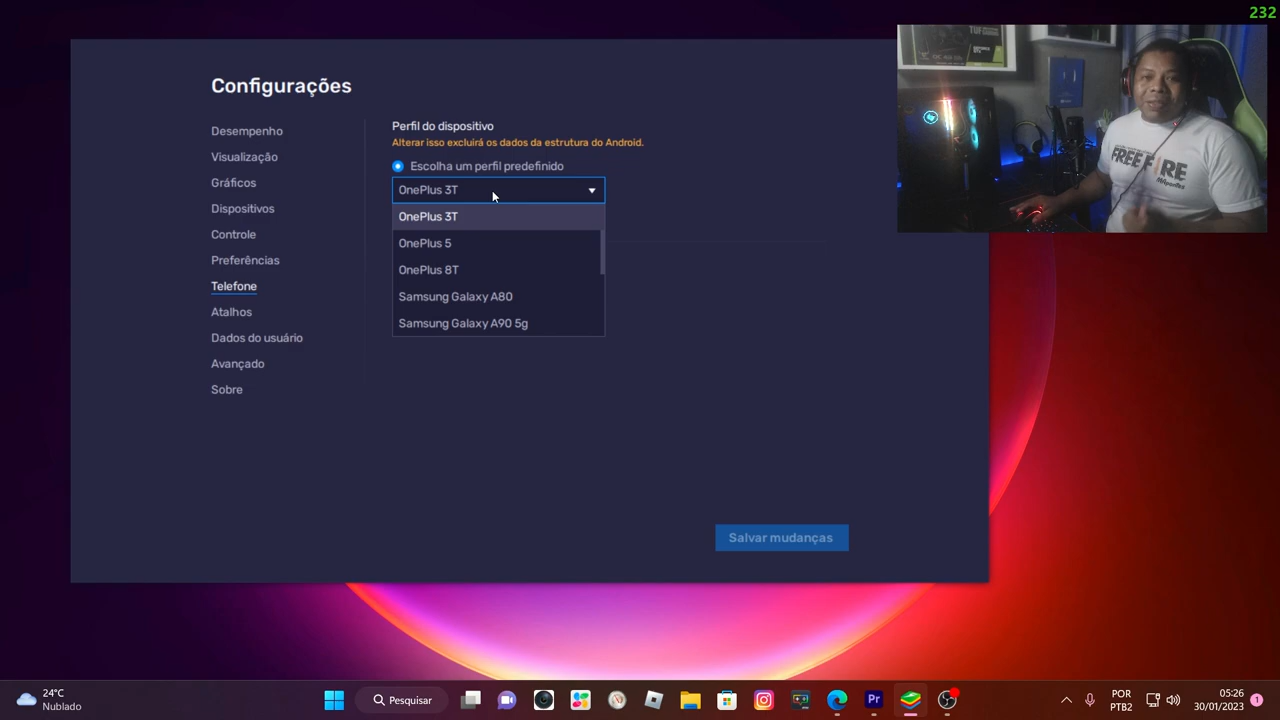 232
Configurações
Desempenho
Visualização
Gráficos
Dispositivos
Controle
Preferências
Telefone
Atalhos
Dados do usuário
Avançado
Sobre
Perfil do dispositivo
Alterar isso excluirá os dados da estrutura do Android.
Escolha um perfil predefinido
OnePlus 3T
OnePlus 3T
OnePlus 5
OnePlus 8T
Samsung Galaxy A80
Samsung Galaxy A90 5g
Salvar mudanças
FREE FIRE
24°C
Nublado
Pesquisar
Pr
POR
PTB2
05:26
30/01/2023
1